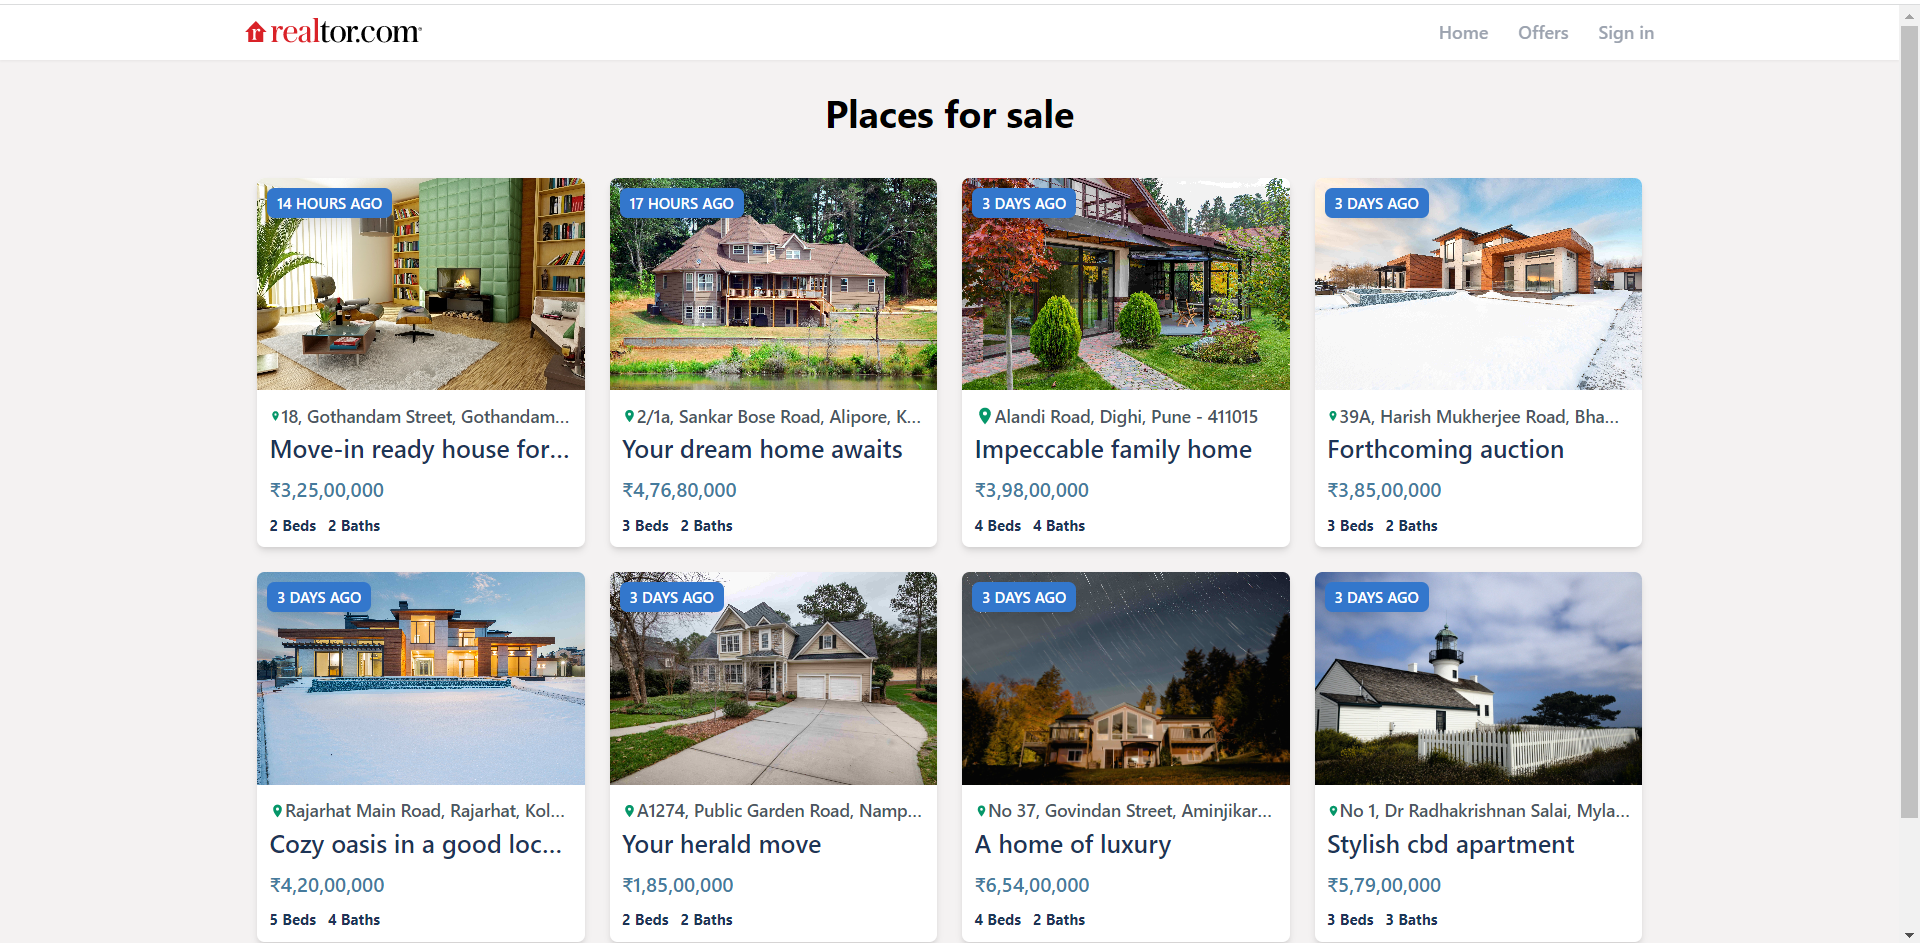 realtor.com
Home Offers Sign in
Places for sale
14 HOURS AGO
18, Gothandam Street, Gothandam...
Move-in ready house for...
₹3,25,00,000
2 Beds 2 Baths
17 HOURS AGO
2/1a, Sankar Bose Road, Alipore, K...
Your dream home awaits
₹4,76,80,000
3 Beds 2 Baths
3 DAYS AGO
Alandi Road, Dighi, Pune - 411015
Impeccable family home
₹3,98,00,000
4 Beds 4 Baths
3 DAYS AGO
39A, Harish Mukherjee Road, Bha...
Forthcoming auction
₹3,85,00,000
3 Beds 2 Baths
3 DAYS AGO
Rajarhat Main Road, Rajarhat, Kol...
Cozy oasis in a good loc...
₹4,20,00,000
5 Beds 4 Baths
3 DAYS AGO
A1274, Public Garden Road, Namp...
Your herald move
₹1,85,00,000
2 Beds 2 Baths
3 DAYS AGO
No 37, Govindan Street, Aminjikar...
A home of luxury
₹6,54,00,000
4 Beds 2 Baths
3 DAYS AGO
No 1, Dr Radhakrishnan Salai, Myla...
Stylish cbd apartment
₹5,79,00,000
3 Beds 3 Baths